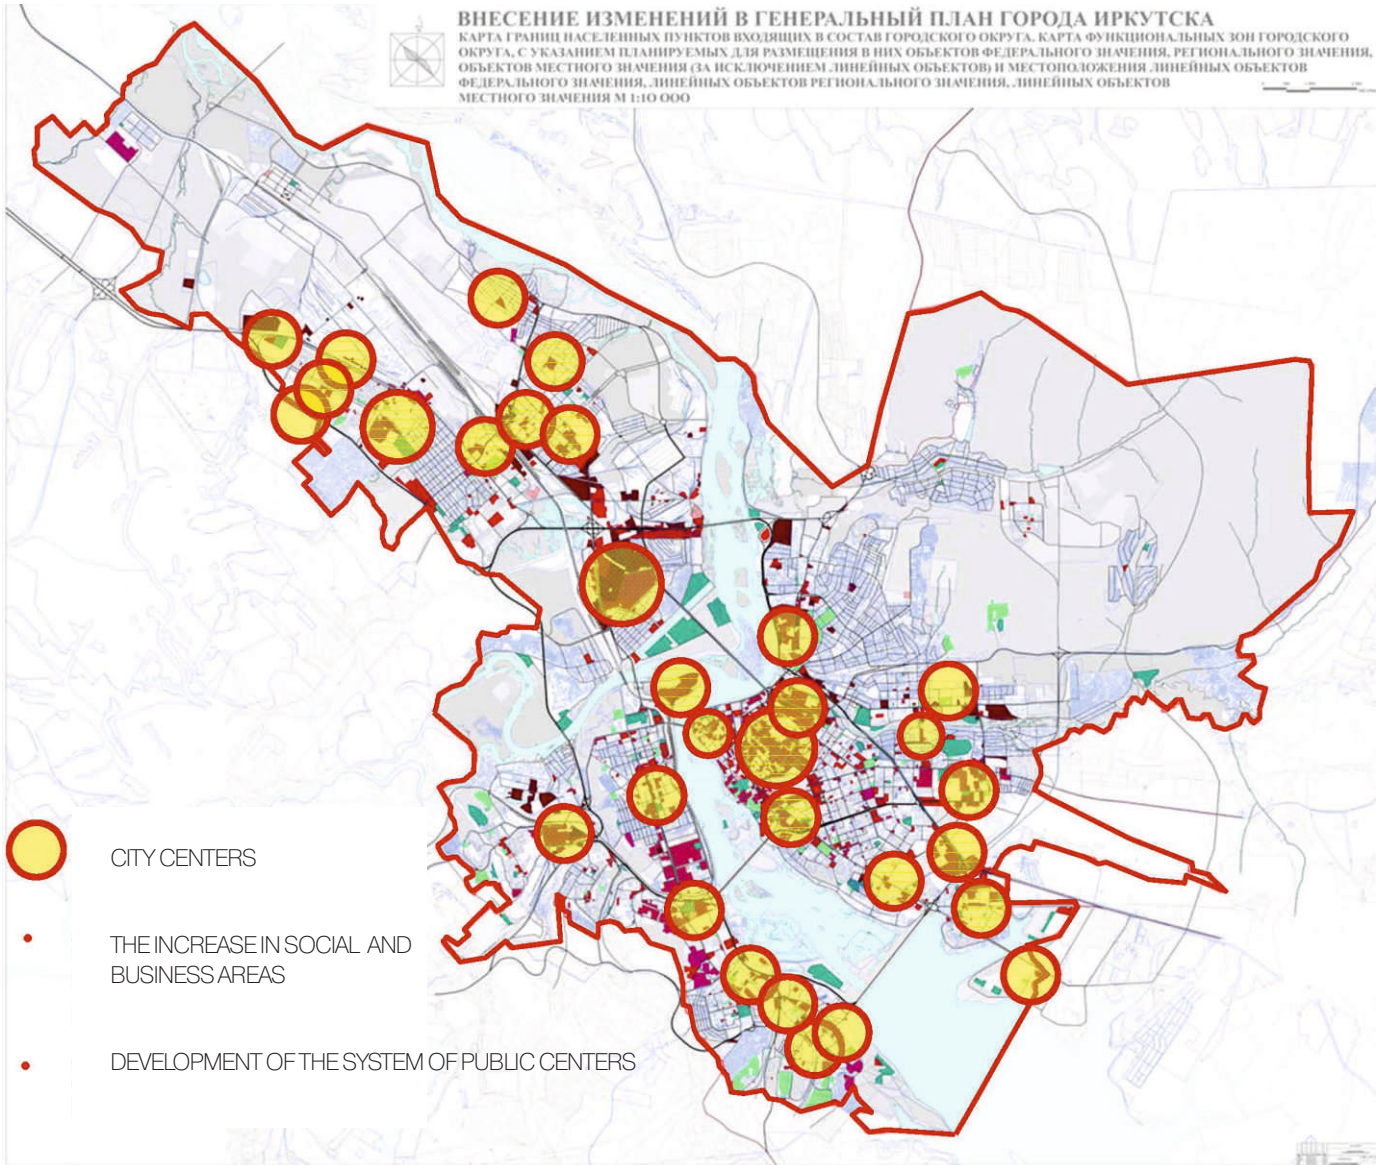 ВНЕСЕНИЕ ИЗМЕНЕНИЙ В ГЕНЕРАЛЬНЫЙ ПЛАН ГОРОДА ИРКУТСКА
КАРТА ГРАНИЦ НАСЕЛЕННЫХ ПУНКТОВ ВХОДЯЩИХ В СОСТАВ ГОРОДСКОГО ОКРУГА. КАРТА ФУНКЦИОНАЛЬНЫХ ЗОН ГОРОДСКОГО
ОКРУГА, С УКАЗАНИЕМ ПЛАНИРУЕМЫХ ДЛЯ РАЗМЕЩЕНИЯ В НИХ ОБЪЕКТОВ ФЕДЕРАЛЬНОГО ЗНАЧЕНИЯ, РЕГИОНАЛЬНОГО ЗНАЧЕНИЯ,
ОБЪЕКТОВ МЕСТНОГО ЗНАЧЕНИЯ (ЗА ИСКЛЮЧЕНИЕМ ЛИНЕЙНЫХ ОБЪЕКТОВ) И МЕСТОПОЛОЖЕНИЯ ЛИНЕЙНЫХ ОБЪЕКТОВ
ФЕДЕРАЛЬНОГО ЗНАЧЕНИЯ, ЛИНЕЙНЫХ ОБЪЕКТОВ РЕГИОНАЛЬНОГО ЗНАЧЕНИЯ, ЛИНЕЙНЫХ ОБЪЕКТОВ
МЕСТНОГО ЗНАЧЕНИЯ М 1:10 000
CITY CENTERS
THE INCREASE IN SOCIAL AND
BUSINESS AREAS
DEVELOPMENT OF THE SYSTEM OF PUBLIC CENTERS